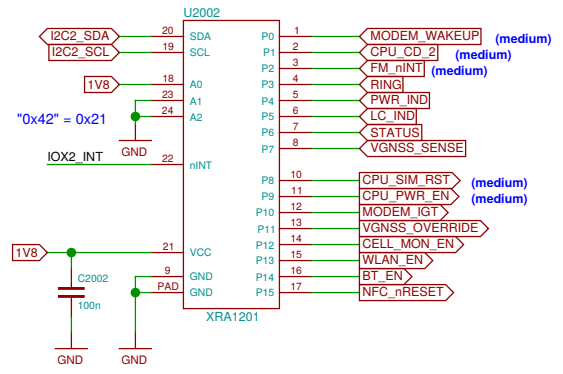 U2002
I2C2_SDA 20 SDA P0 1 MODEM_WAKEUP (medium)
I2C2_SCL 19 SCL P1 2 CPU_CD_2 (medium)
P2 3 FM_nINT (medium)
1V8 18 A0 P3 4 RING
23 A1 P4 5 PWR_IND
"0x42" = 0x21 24 A2 P5 6 LC_IND
P6 7 STATUS
GND P7 8 VGNSS_SENSE
IOX2_INT 22 nINT
P8 10 CPU_SIM_RST (medium)
P9 11 CPU_PWR_EN (medium)
P10 12 MODEM_IGT
P11 13 VGNSS_OVERRIDE
1V8 21 VCC P12 14 CELL_MON_EN
P13 15 WLAN_EN
C2002 9 GND P14 16 BT_EN
100n PAD GND P15 17 NFC_nRESET
XRA1201
GND GND